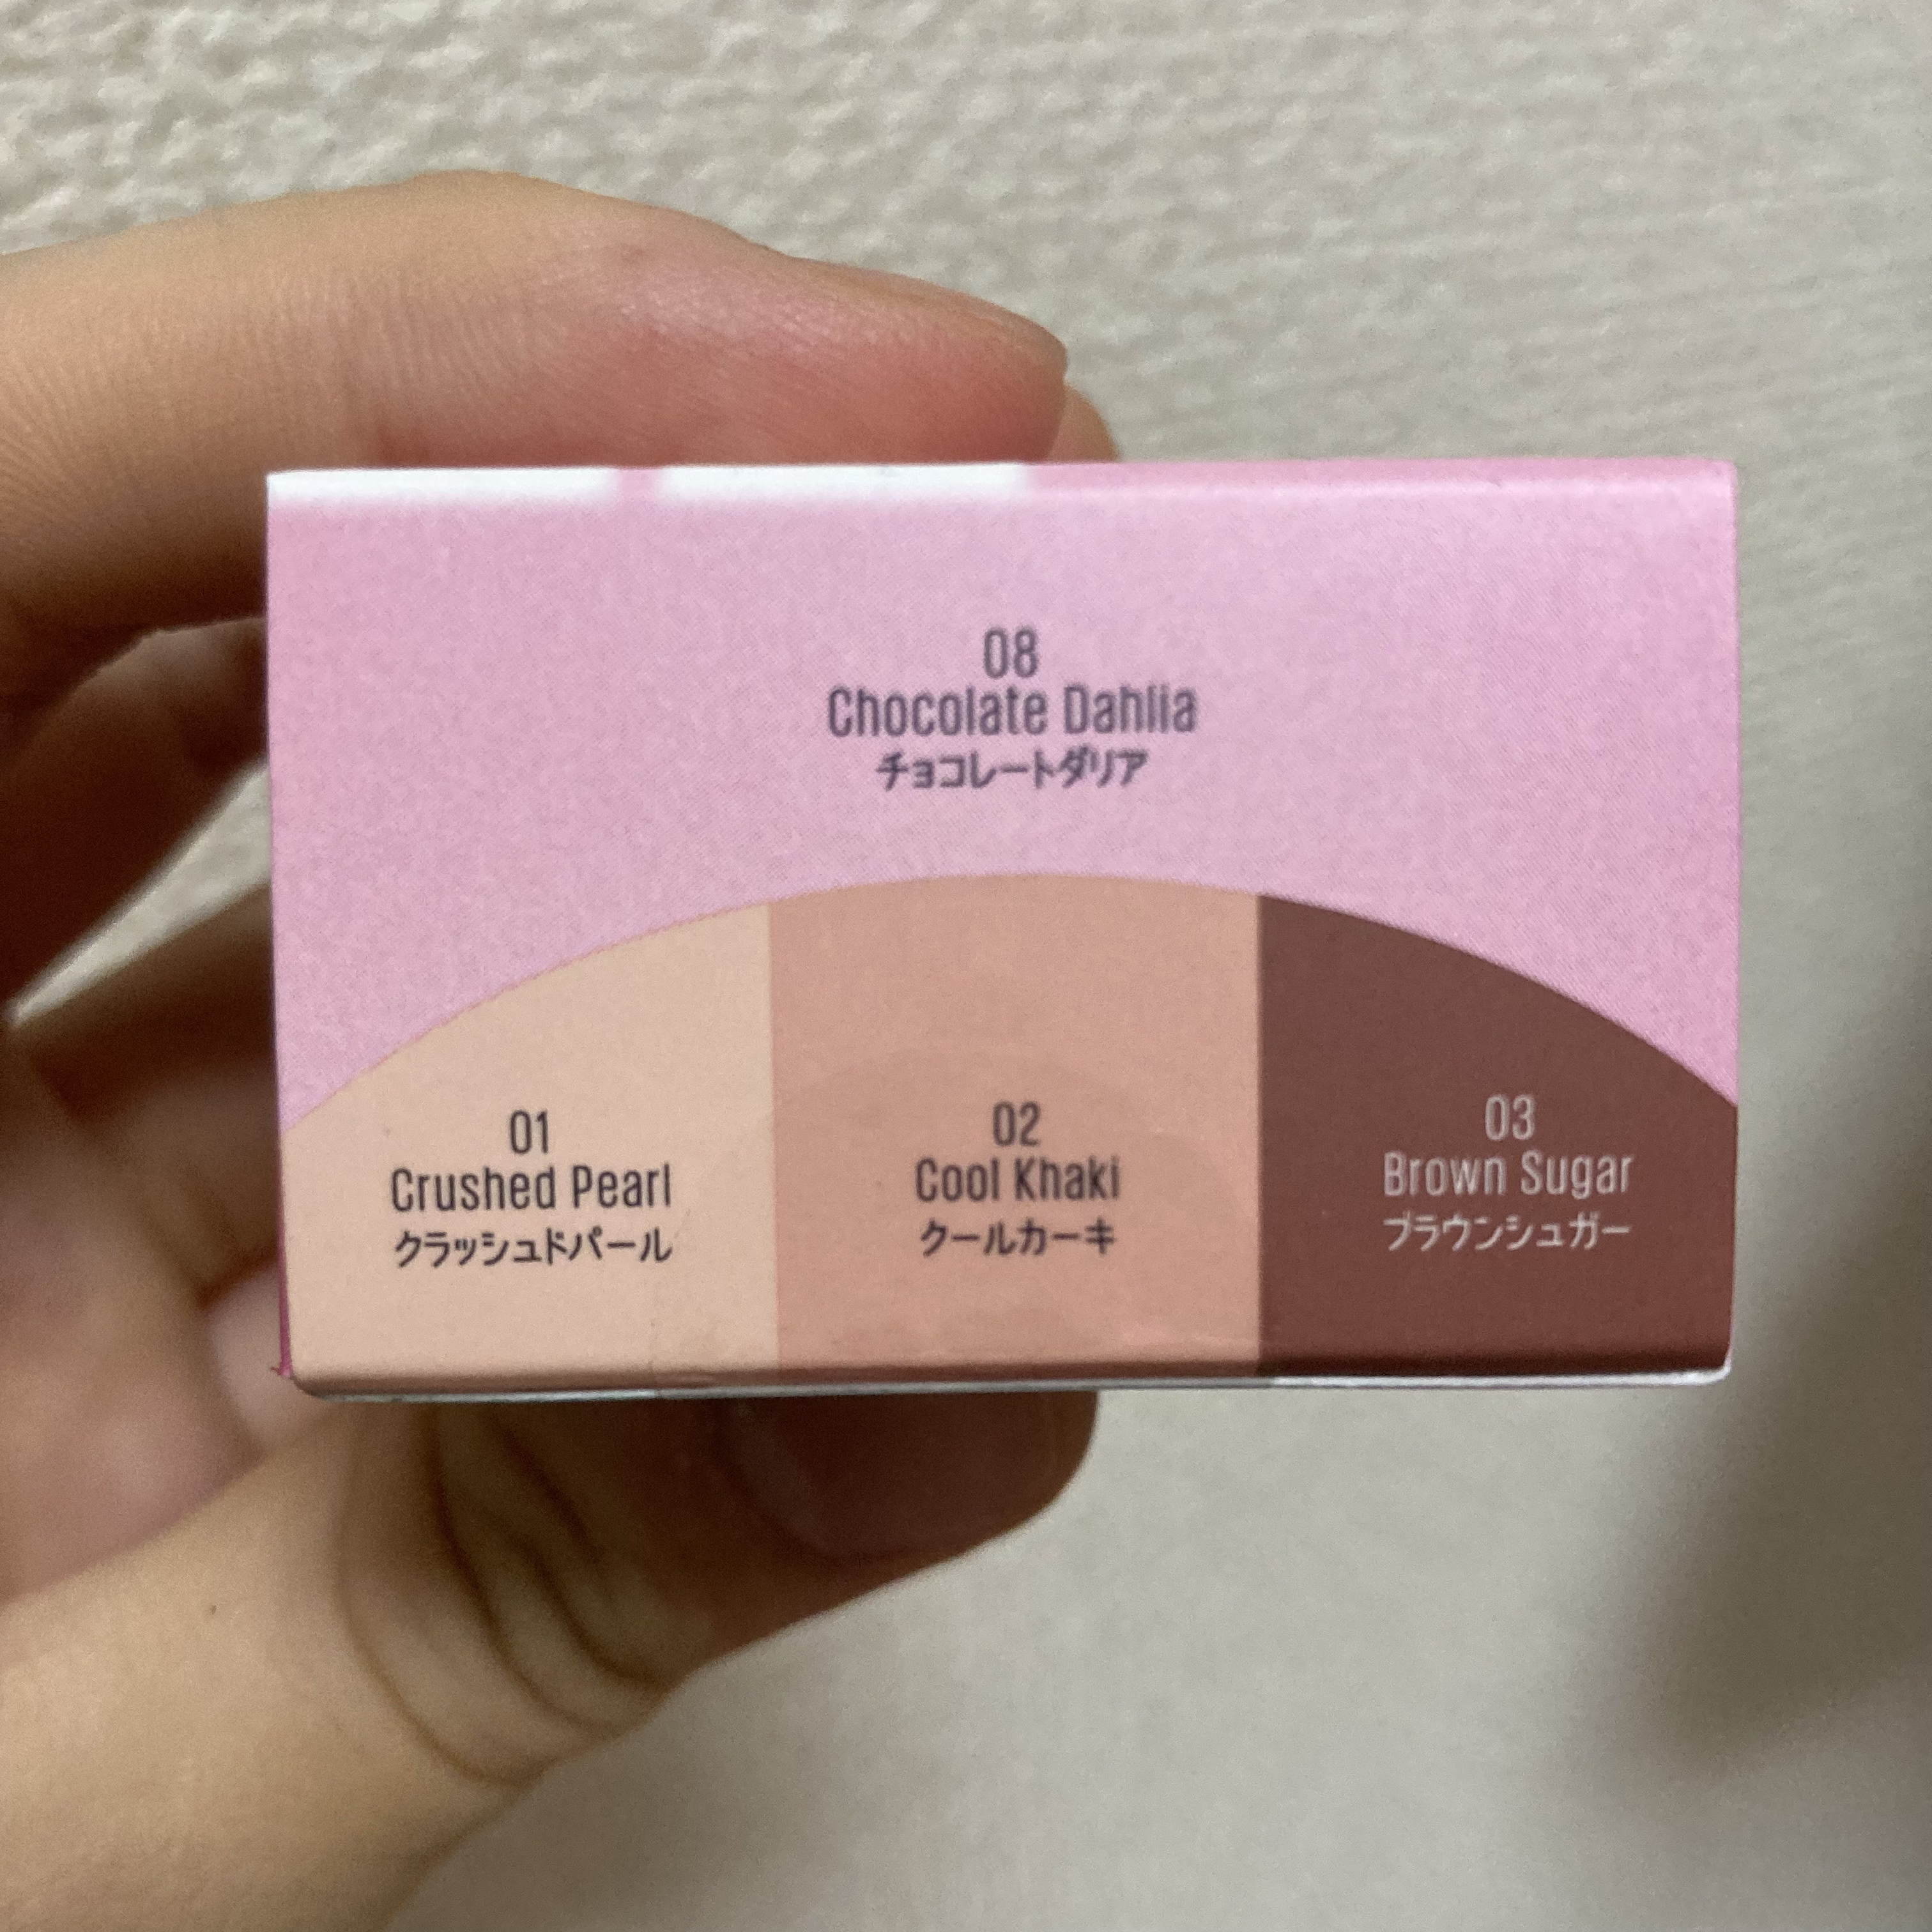 08
Chocolate Dahlia
チョコレートダリア
01
Crushed Pearl
クラッシュドパール
02
Cool Khaki
クールカーキ
03
Brown Sugar
ブラウンシュガー